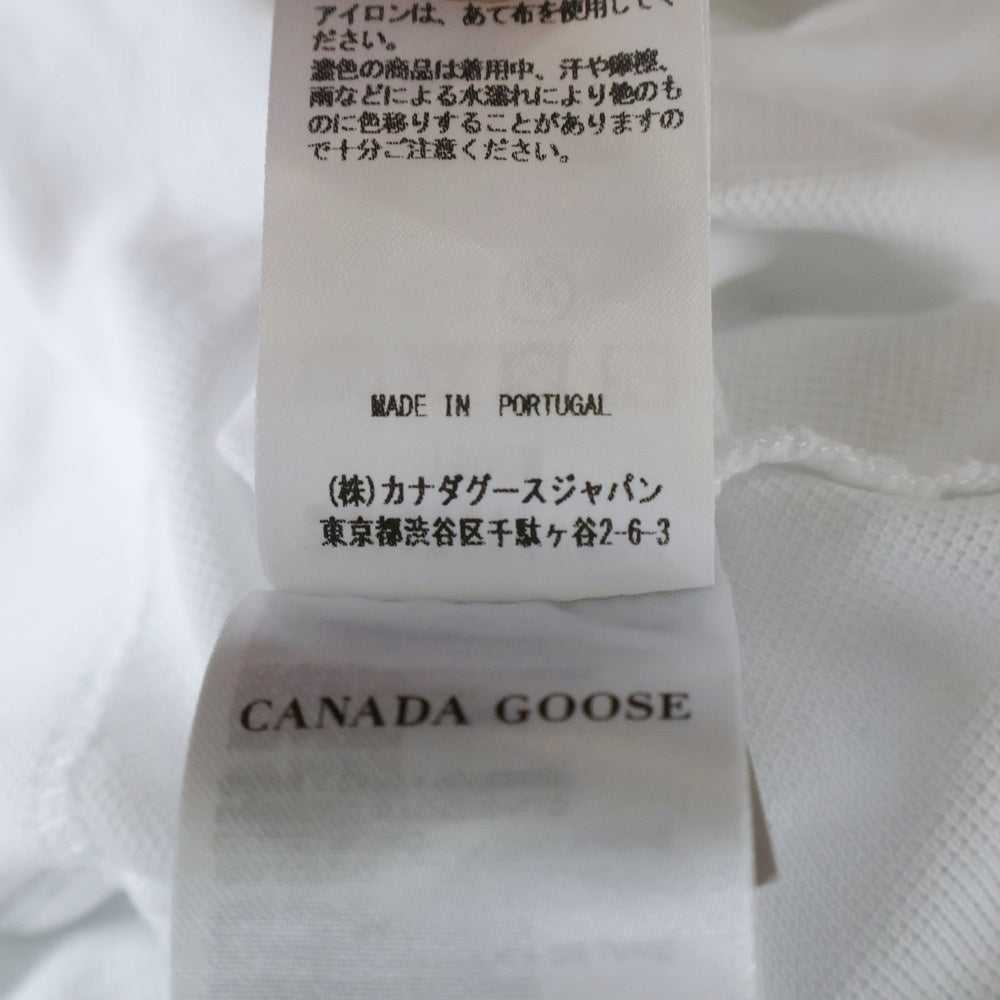 アイロンは、あて布を使用してく
ださい。
濃色の商品は着用中、汗や摩擦、
雨などによる水濡れにより他のも
のに色移りすることがありますの
で十分ご注意ください。
MADE IN PORTUGAL
(株)カナダグースジャパン
東京都渋谷区千駄ヶ谷2-6-3
CANADA GOOSE